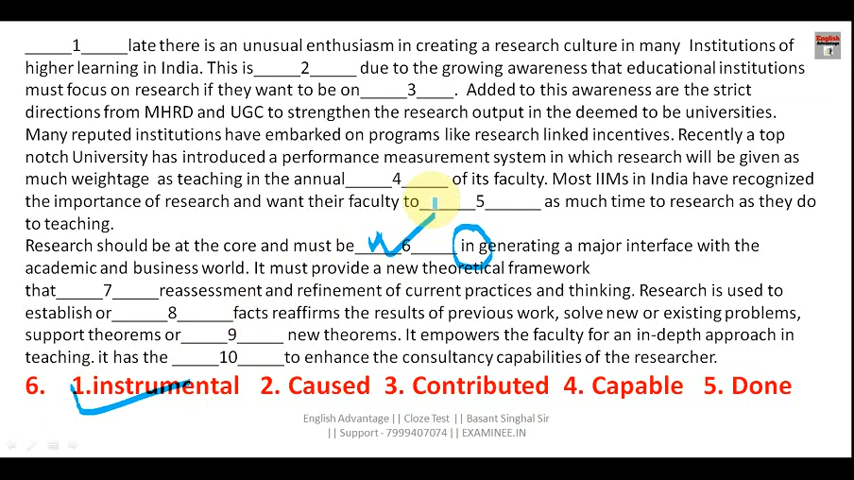 _____1_____late there is an unusual enthusiasm in creating a research culture in many Institutions of
higher learning in India. This is_____2_____ due to the growing awareness that educational institutions
must focus on research if they want to be on_____3____. Added to this awareness are the strict
directions from MHRD and UGC to strengthen the research output in the deemed to be universities.
Many reputed institutions have embarked on programs like research linked incentives. Recently a top
notch University has introduced a performance measurement system in which research will be given as
much weightage as teaching in the annual_____4_____ of its faculty. Most IIMs in India have recognized
the importance of research and want their faculty to______5______ as much time to research as they do
to teaching.
Research should be at the core and must be_____6_____ in generating a major interface with the
academic and business world. It must provide a new theoretical framework
that_____7_____reassessment and refinement of current practices and thinking. Research is used to
establish or______8______facts reaffirms the results of previous work, solve new or existing problems,
support theorems or_____9_____ new theorems. It empowers the faculty for an in-depth approach in
teaching. it has the _____10_____to enhance the consultancy capabilities of the researcher.
6. 1.instrumental 2. Caused 3. Contributed 4. Capable 5. Done
English Advantage || Cloze Test || Basant Singhal Sir
|| Support - 7999407074 || EXAMINEE.IN
English
Advantage